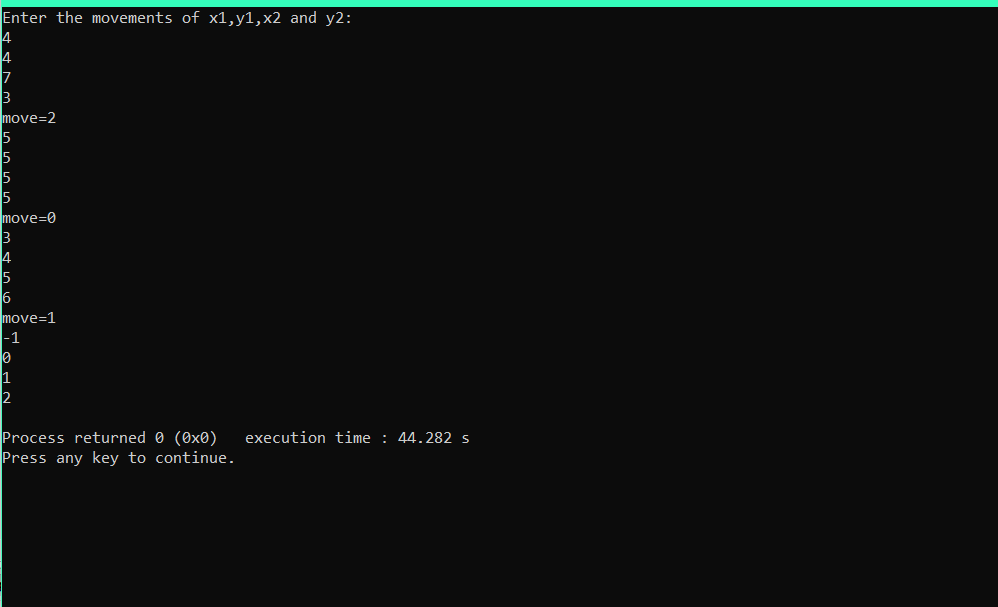 Enter the movements of x1,y1,x2 and y2:
4
4
7
3
move=2
5
5
5
5
move=0
3
4
5
6
move=1
-1
0
1
2
Process returned 0 (0x0)   execution time : 44.282 s
Press any key to continue.